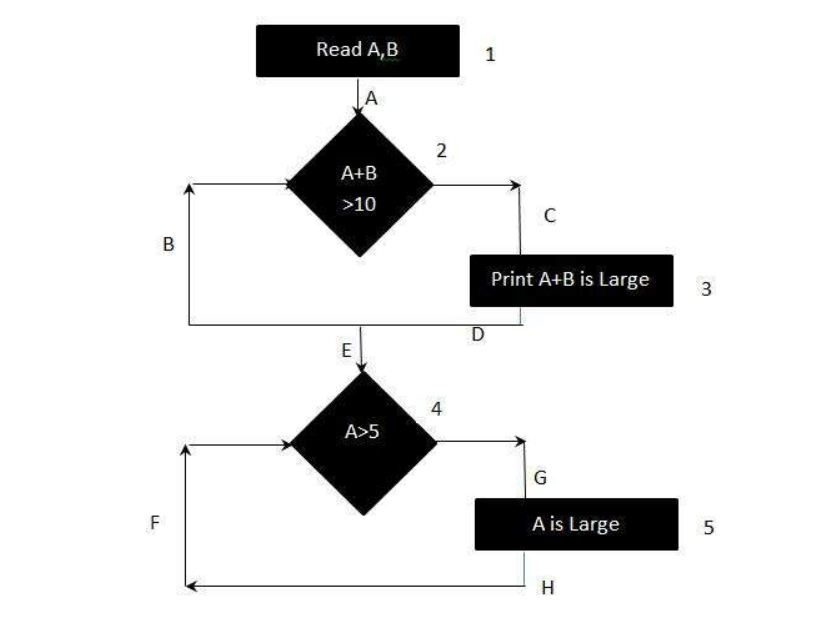 Read A,B
1
A
2
A+B
>10
C
B
Print A+B is Large
3
D
E
4
A>5
G
F
A is Large
5
H